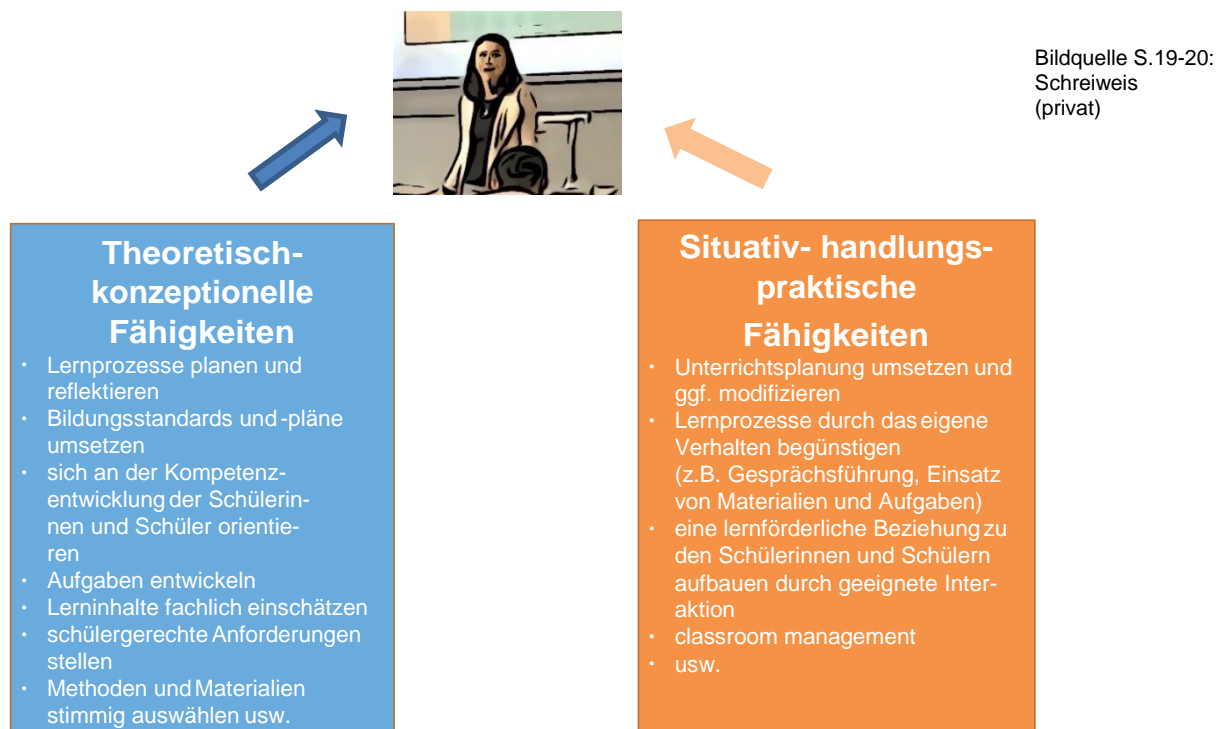 Bildquelle S.19-20:
Schreiweis
(privat)
Theoretisch-
konzeptionelle
Fähigkeiten
• Lernprozesse planen und
reflektieren
• Bildungsstandards und -pläne
umsetzen
• sich an der Kompetenz-
entwicklung der Schülerin-
nen und Schüler orientie-
ren
• Aufgaben entwickeln
• Lerninhalte fachlich einschätzen
• schülergerechte Anforderungen
stellen
• Methoden und Materialien
stimmig auswählen usw.
Situativ- handlungs-
praktische
Fähigkeiten
• Unterrichtsplanung umsetzen und
ggf. modifizieren
• Lernprozesse durch das eigene
Verhalten begünstigen
(z.B. Gesprächsführung, Einsatz
von Materialien und Aufgaben)
• eine lernförderliche Beziehung zu
den Schülerinnen und Schülern
aufbauen durch geeignete Inter-
aktion
• classroom management
• usw.